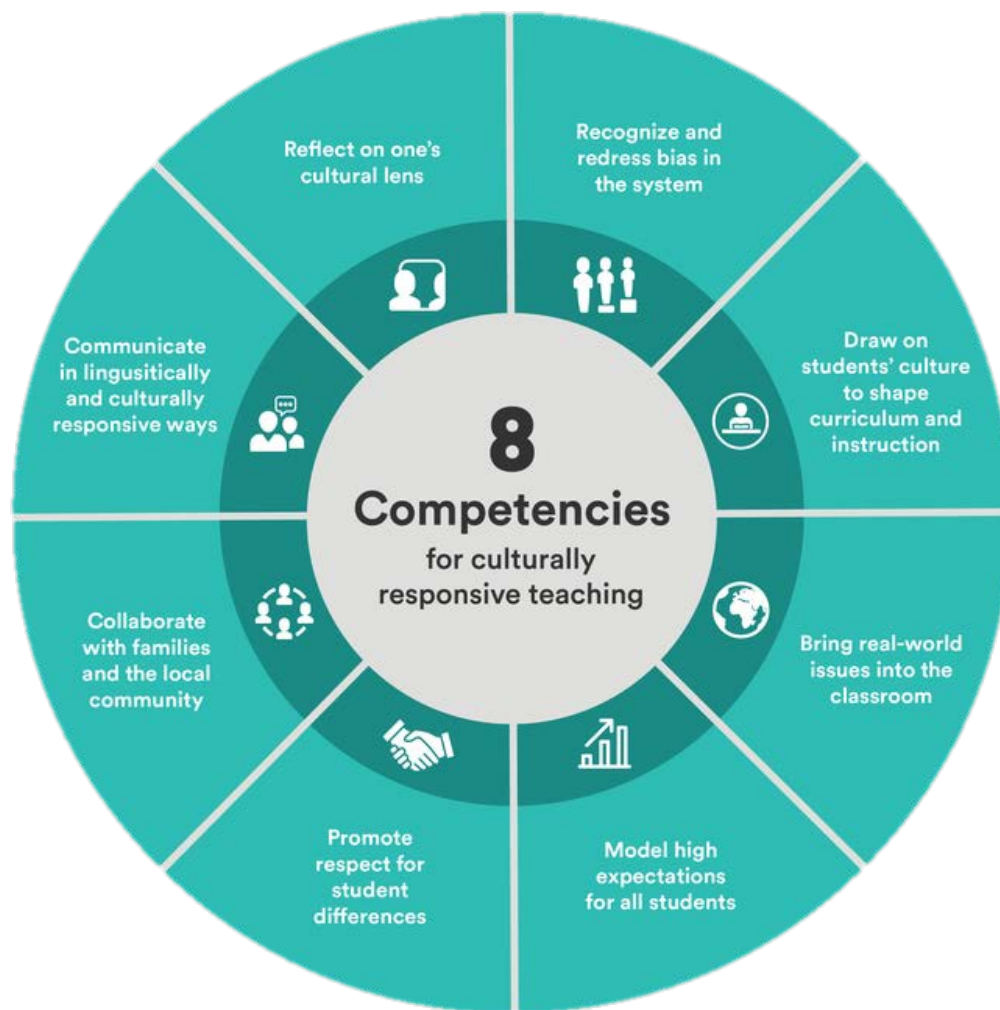 8
Competencies
for culturally
responsive teaching
Reflect on one's
cultural lens
Recognize and
redress bias in
the system
Draw on
students' culture
to shape
curriculum and
instruction
Bring real-world
issues into the
classroom
Model high
expectations
for all students
Promote
respect for
student
differences
Collaborate
with families
and the local
community
Communicate
in lingusitically
and culturally
responsive ways